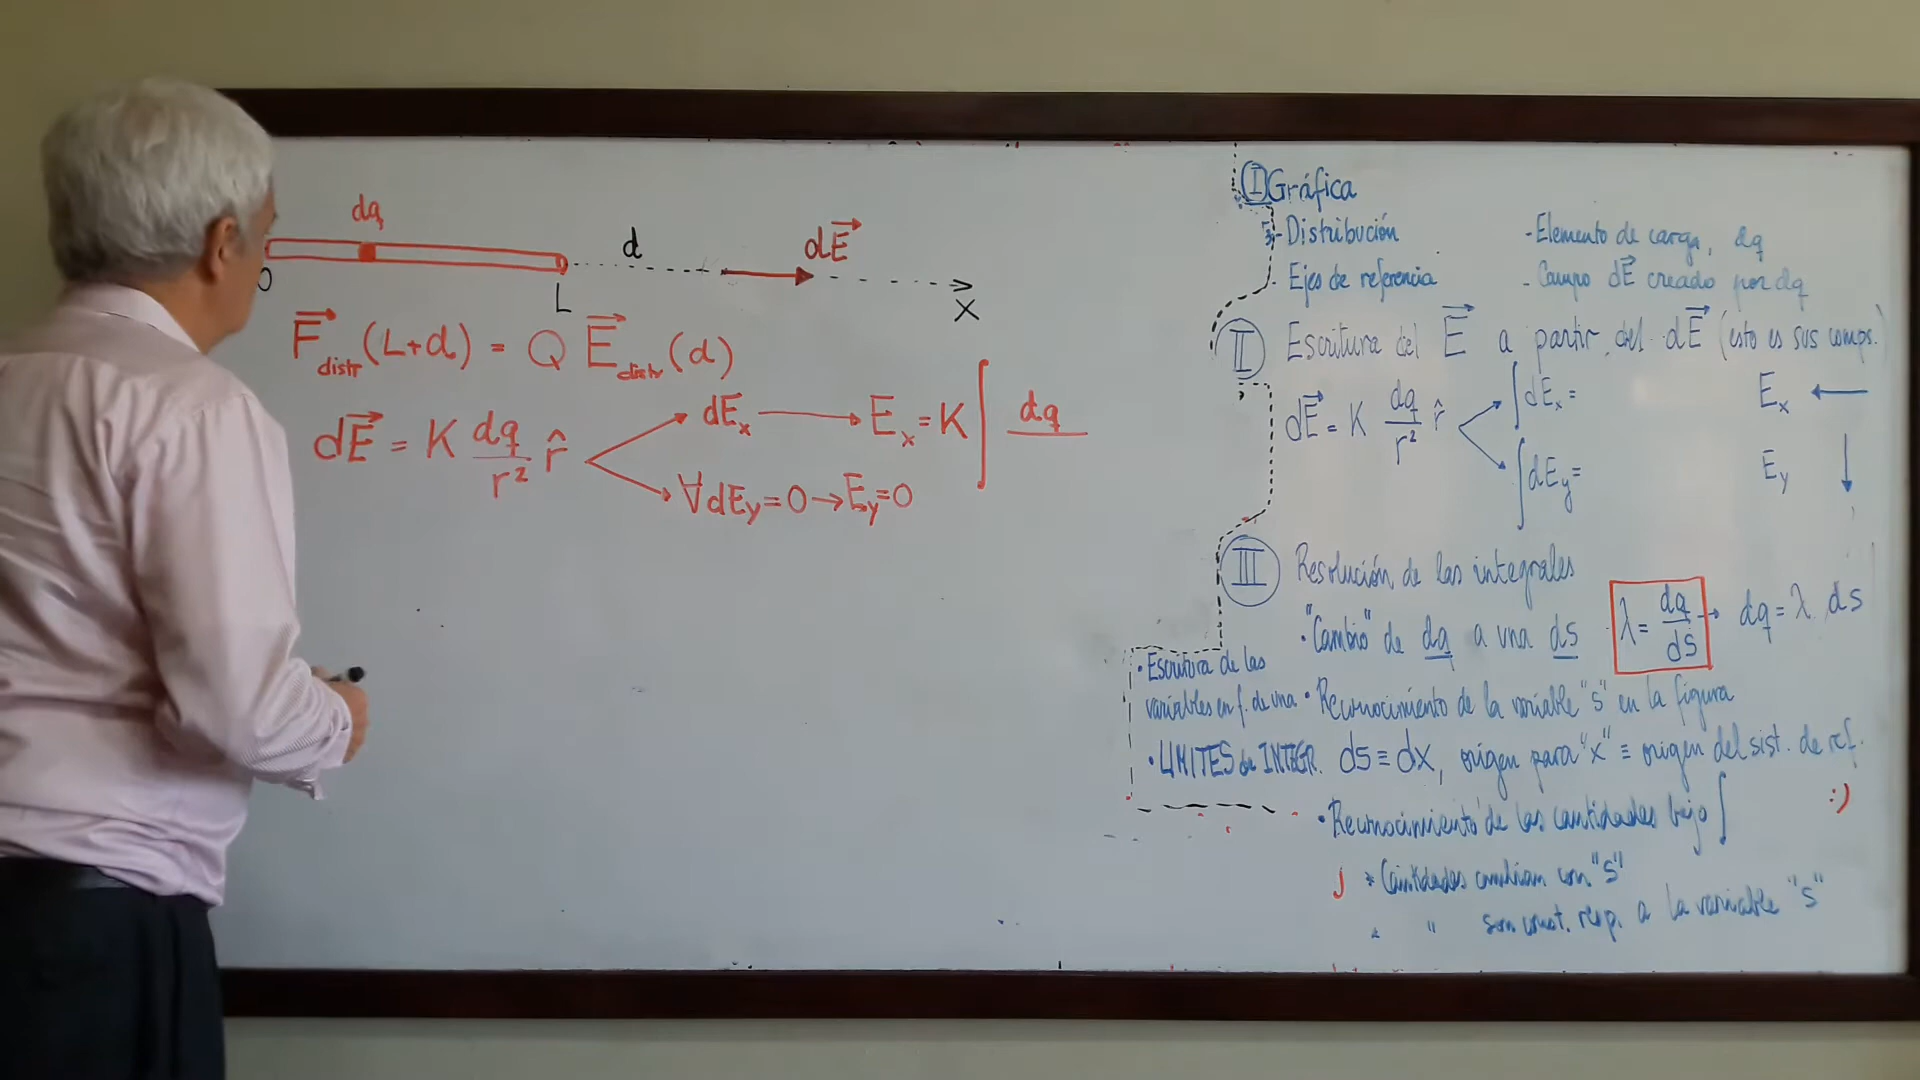 dq
d
dE⃗
O
L
X
F⃗distr (L+d) = Q E⃗distr (d)
dE⃗ = K dq/r² r̂
dEx → Ex = K ∫ dq
∀ dEy = 0 → Ey = 0
I Gráfica
- Distribución
- Ejes de referencia
- Elemento de carga, dq
- Campo dE⃗ creado por dq
II Escritura del E⃗ a partir del dE⃗ (esto es sus comps.)
dE⃗ = K dq/r² r̂
∫dEx =
∫dEy =
Ex ←
Ey ↓
III Resolución de las integrales
• "Cambio" de dq a una ds
λ = dq/ds → dq = λ ds
• Escritura de las
variables en f. de una
• Reconocimiento de la variable "s" en la figura
• LIMITES de INTEGR.
ds ≡ dx, origen para "x" ≡ origen del sist. de ref.
• Reconocimiento de las cantidades bajo ∫
:)
* Cantidades cambian con "s"
" son const. resp. a la variable "s"